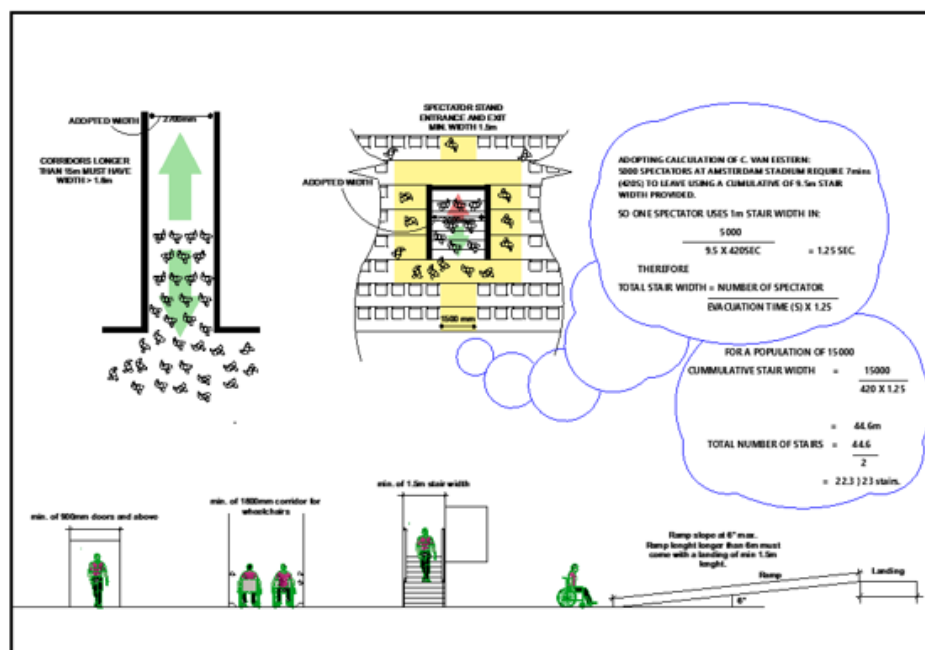 ADOPTED WIDTH
2700mm
CORRIDORS LONGER
THAN 15m MUST HAVE
WIDTH > 1.8m
SPECTATOR STAND
ENTRANCE AND EXIT
MIN. WIDTH 1.5m
ADOPTED WIDTH
1500 mm
ADOPTING CALCULATION OF C. VAN EESTERN:
5000 SPECTATORS AT AMSTERDAM STADIUM REQUIRE 7mins
(420S) TO LEAVE USING A CUMULATIVE OF 9.5m STAIR
WIDTH PROVIDED.
SO ONE SPECTATOR USES 1m STAIR WIDTH IN:
5000
9.5 X 420SEC = 1.25 SEC.
THEREFORE
TOTAL STAIR WIDTH = NUMBER OF SPECTATOR
EVACUATION TIME (S) X 1.25
FOR A POPULATION OF 15000
CUMMULATIVE STAIR WIDTH = 15000
420 X 1.25
= 44.6m
TOTAL NUMBER OF STAIRS = 44.6
2
= 22.3 ) 23 stairs.
min. of 900mm doors and above
min. of 1800mm corridor for
wheelchairs
min. of 1.5m stair width
Ramp slope at 6° max.
Ramp lenght longer than 6m must
come with a landing of min 1.5m
lenght.
Ramp
Landing
6°